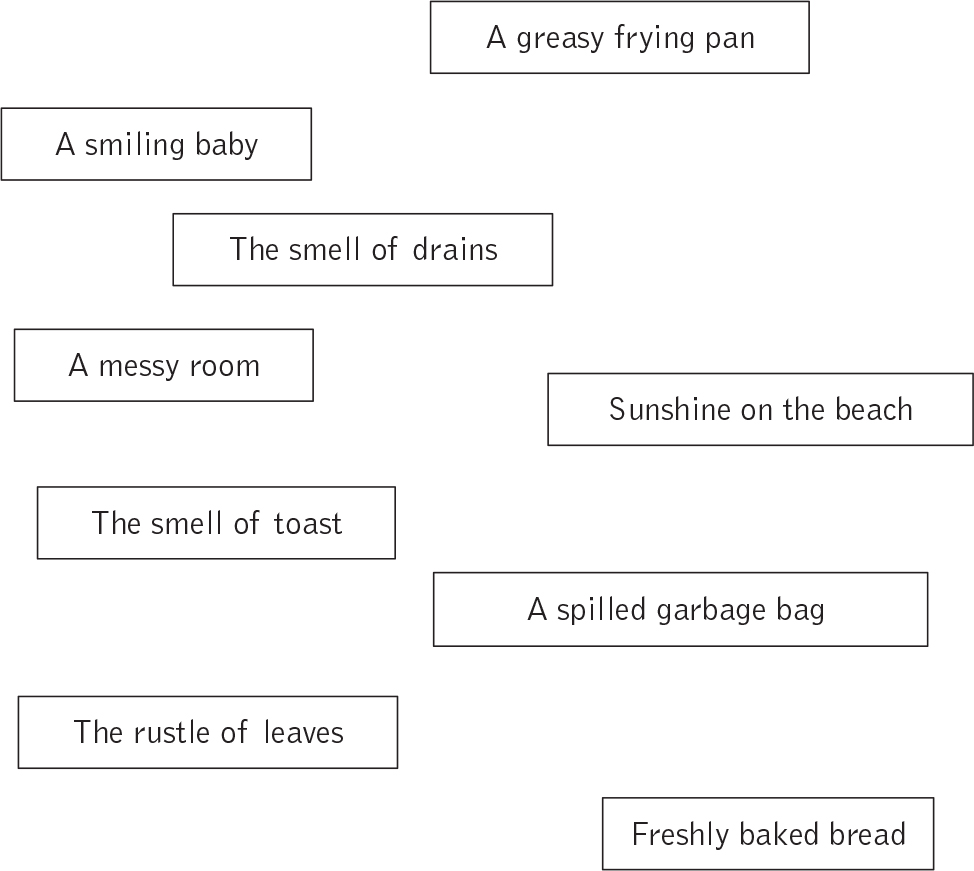 A greasy frying pan
A smiling baby
The smell of drains
A messy room
Sunshine on the beach
The smell of toast
A spilled garbage bag
The rustle of leaves
Freshly baked bread